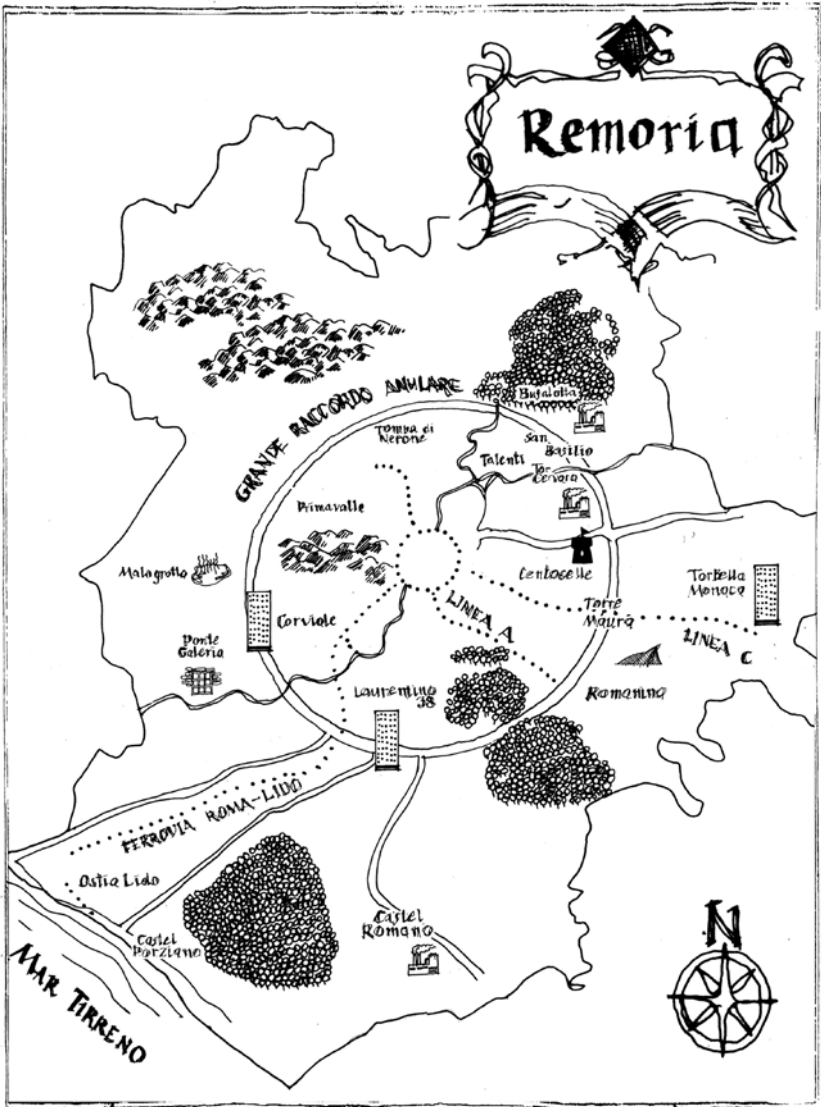 Remoria
GRANDE RACCORDO ANULARE
Bufalotta
Tomba di
Nerone
San
Basilio
Talenti
Tor
Cervara
Primavalle
Malagrotta
Centocelle
TorBella
Monaca
Corviale
LINEA A
Torre
Maura
LINEA C
Ponte
Galeria
Laurentino
38
Romanina
FERROVIA ROMA-LIDO
Ostia Lido
Castel
Romano
Castel
Porziano
N
MAR TIRRENO